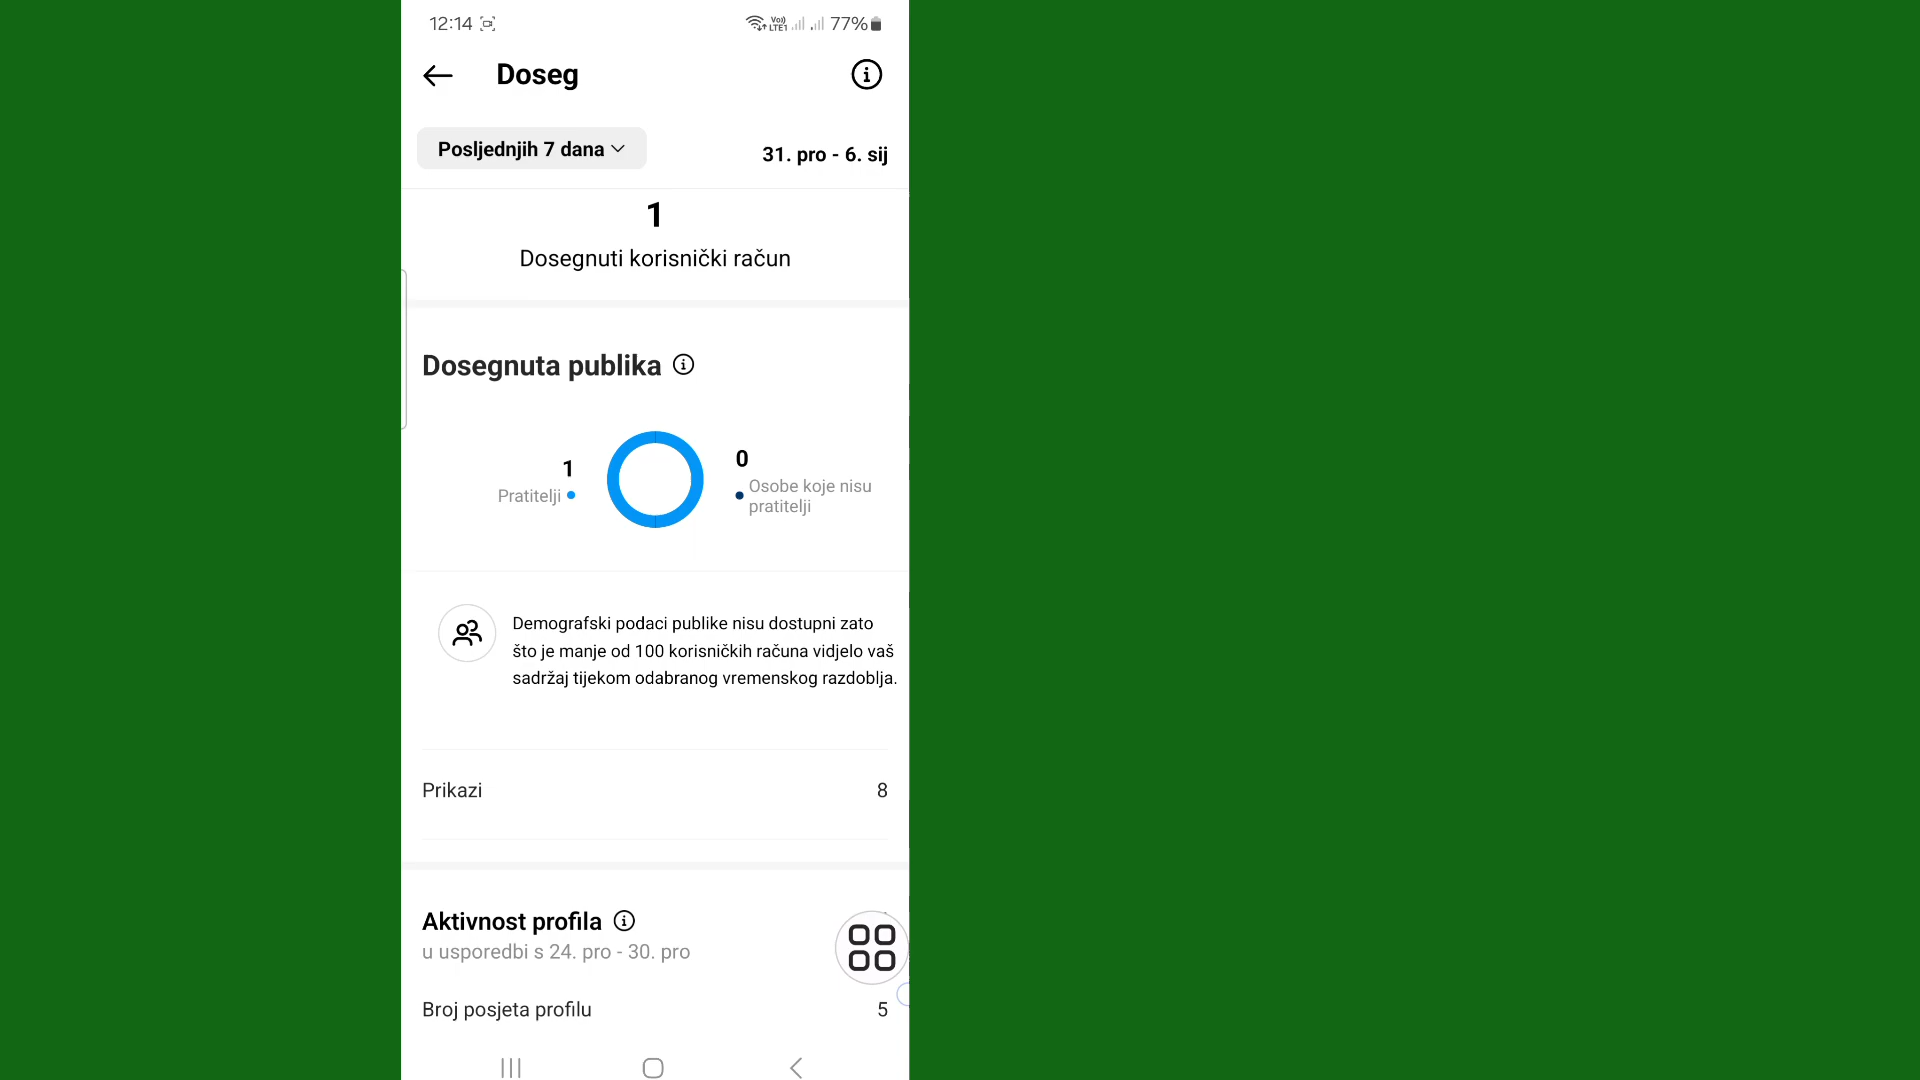 12:14
Vo)) LTE1 77%
Doseg
Posljednjih 7 dana
31. pro - 6. sij
1
Dosegnuti korisnički račun
Dosegnuta publika
1
Pratitelji
0
Osobe koje nisu
pratitelji
Demografski podaci publike nisu dostupni zato
što je manje od 100 korisničkih računa vidjelo vaš
sadržaj tijekom odabranog vremenskog razdoblja.
Prikazi 8
Aktivnost profila
u usporedbi s 24. pro - 30. pro
Broj posjeta profilu 5